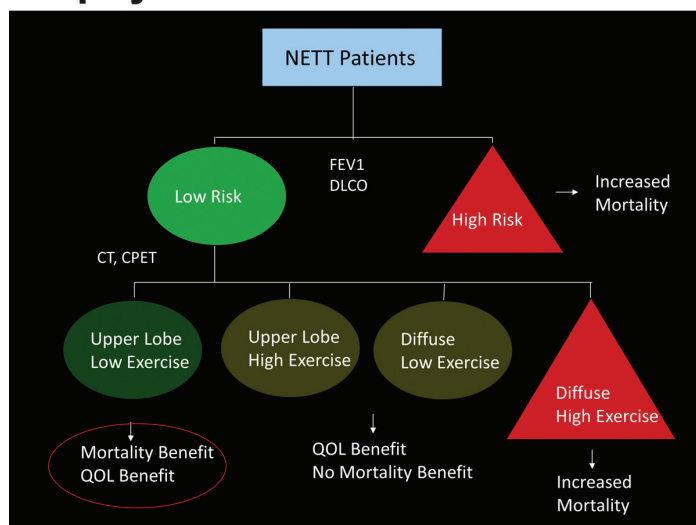 NETT Patients
FEV1
DLCO
Low Risk
High Risk
Increased
Mortality
CT, CPET
Upper Lobe
Low Exercise
Upper Lobe
High Exercise
Diffuse
Low Exercise
Diffuse
High Exercise
Mortality Benefit
QOL Benefit
QOL Benefit
No Mortality Benefit
Increased
Mortality